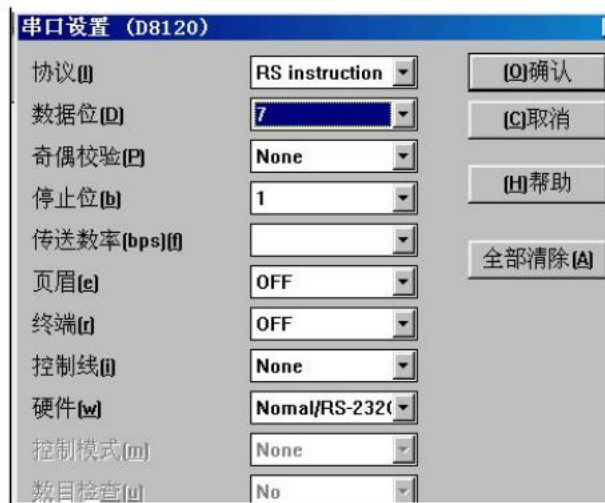 串口设置 (D8120)
协议(I) RS instruction (O)确认
数据位(D) 7 (C)取消
奇偶校验(P) None
停止位(b) 1 (H)帮助
传送数率(bps)(f)
全部清除(A)
页眉(e) OFF
终端(r) OFF
控制线(i) None
硬件(w) Nomal/RS-232(
控制模式(m) None
数目检查(u) No